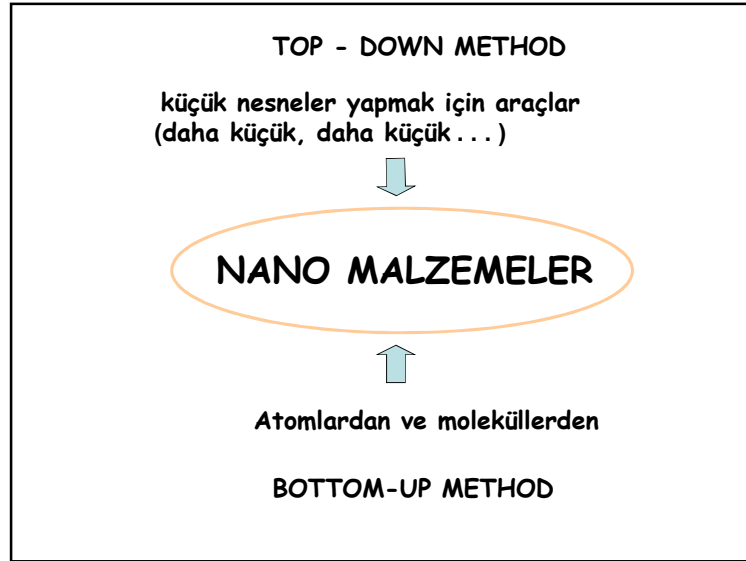 TOP - DOWN METHOD
küçük nesneler yapmak için araçlar
(daha küçük, daha küçük . . . )
NANO MALZEMELER
Atomlardan ve moleküllerden
BOTTOM-UP METHOD